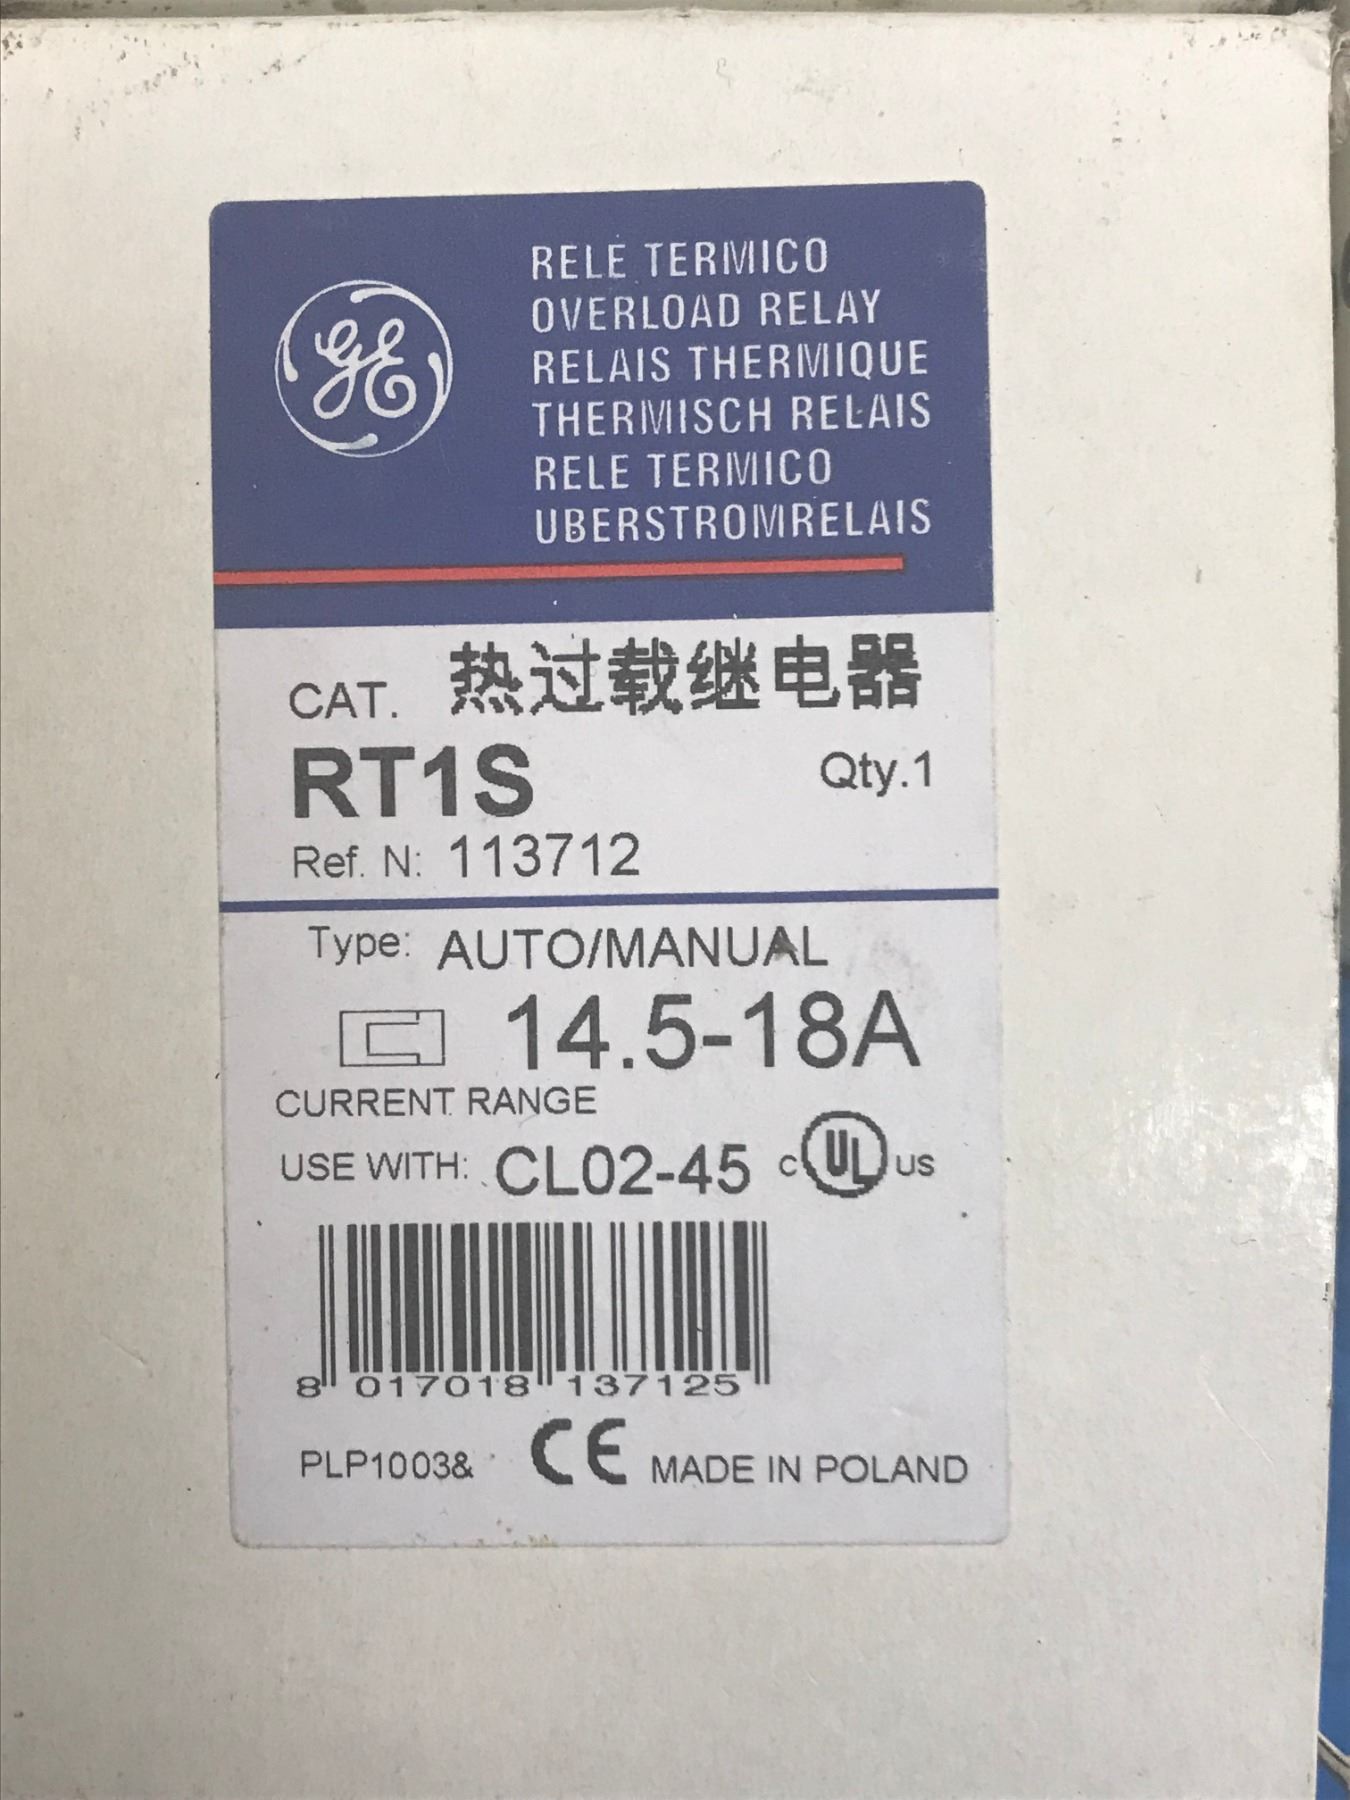 GE
RELE TERMICO
OVERLOAD RELAY
RELAIS THERMIQUE
THERMISCH RELAIS
RELE TERMICO
UBERSTROMRELAIS
CAT. 热过载继电器
RT1S Qty.1
Ref. N: 113712
Type: AUTO/MANUAL
14.5-18A
CURRENT RANGE
USE WITH: CL02-45 C UL US
8 017018 137125
PLP1003& CE MADE IN POLAND